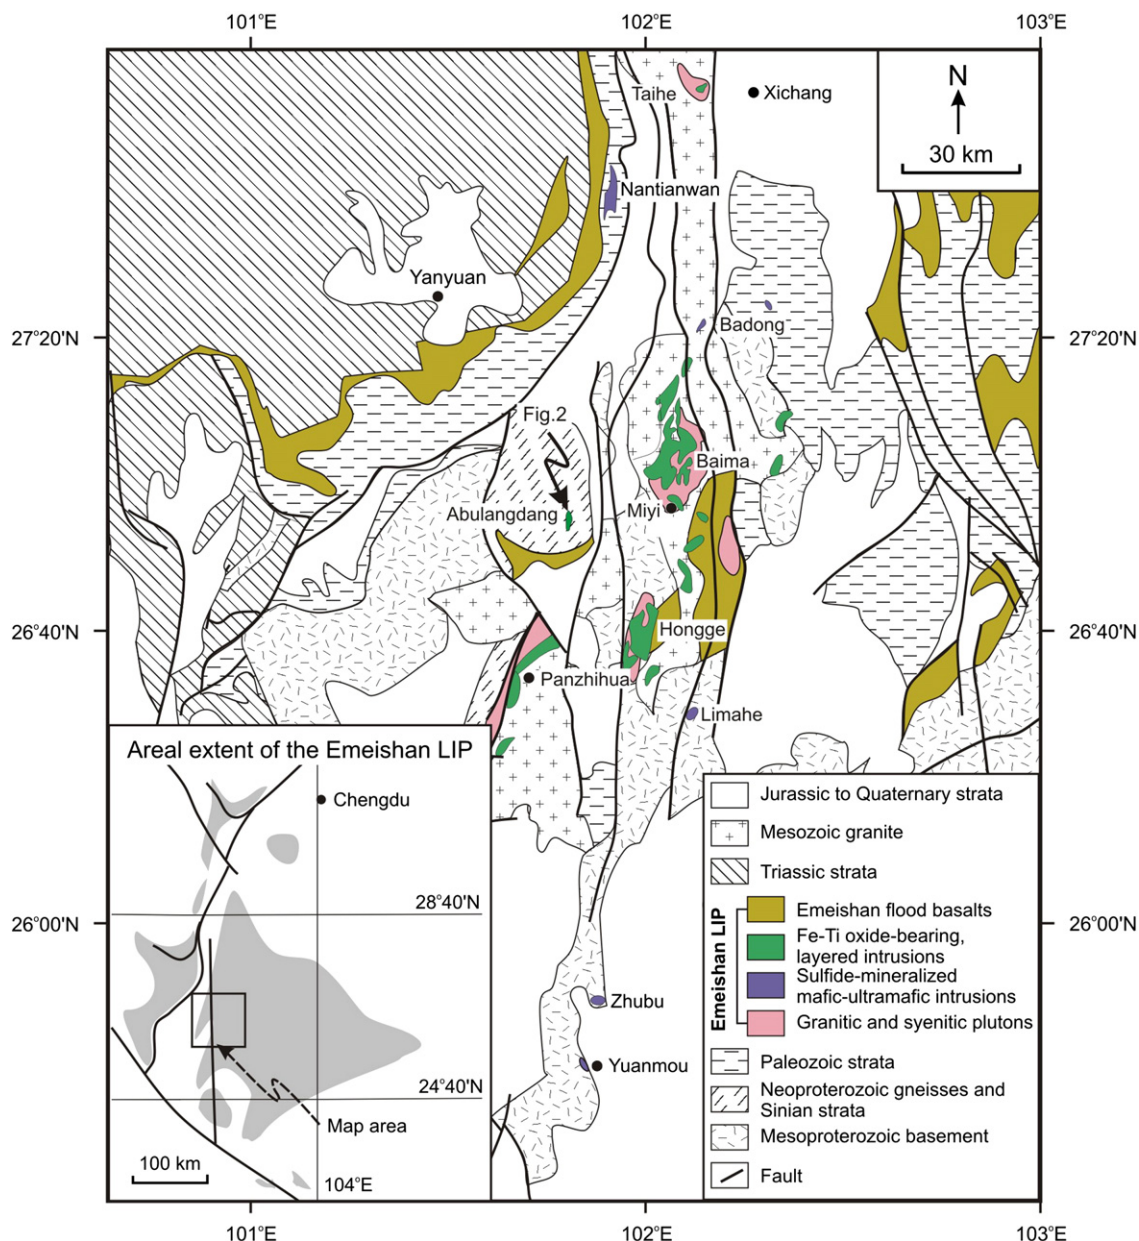 101°E
102°E
103°E
N
30 km
Taihe
Xichang
Nantianwan
Yanyuan
27°20'N
27°20'N
Badong
Fig.2
Baima
Abulangdang
Miyi
26°40'N
26°40'N
Hongge
Panzhihua
Limahe
Areal extent of the Emeishan LIP
Chengdu
28°40'N
24°40'N
Map area
100 km
104°E
26°00'N
26°00'N
Zhubu
Yuanmou
Jurassic to Quaternary strata
Mesozoic granite
Triassic strata
Emeishan LIP
Emeishan flood basalts
Fe-Ti oxide-bearing,
layered intrusions
Sulfide-mineralized
mafic-ultramafic intrusions
Granitic and syenitic plutons
Paleozoic strata
Neoproterozoic gneisses and
Sinian strata
Mesoproterozoic basement
Fault
101°E
102°E
103°E